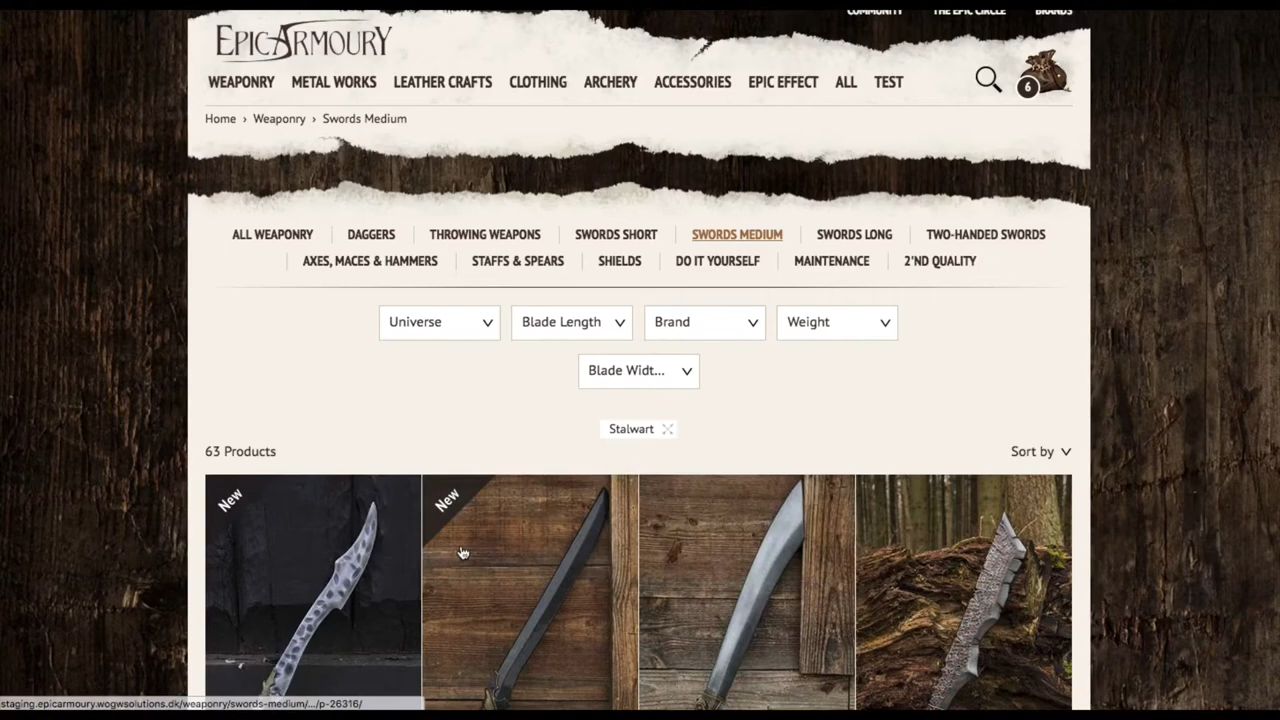 COMMUNITY THE EPIC CIRCLE BRANDS
EPICARMOURY
WEAPONRY METAL WORKS LEATHER CRAFTS CLOTHING ARCHERY ACCESSORIES EPIC EFFECT ALL TEST
6
Home › Weaponry › Swords Medium
ALL WEAPONRY DAGGERS THROWING WEAPONS SWORDS SHORT SWORDS MEDIUM SWORDS LONG TWO-HANDED SWORDS
AXES, MACES & HAMMERS STAFFS & SPEARS SHIELDS DO IT YOURSELF MAINTENANCE 2'ND QUALITY
Universe Blade Length Brand Weight
Blade Widt...
Stalwart
63 Products Sort by
New New
staging.epicarmoury.wogwsolutions.dk/weaponry/swords-medium/.../p-26316/